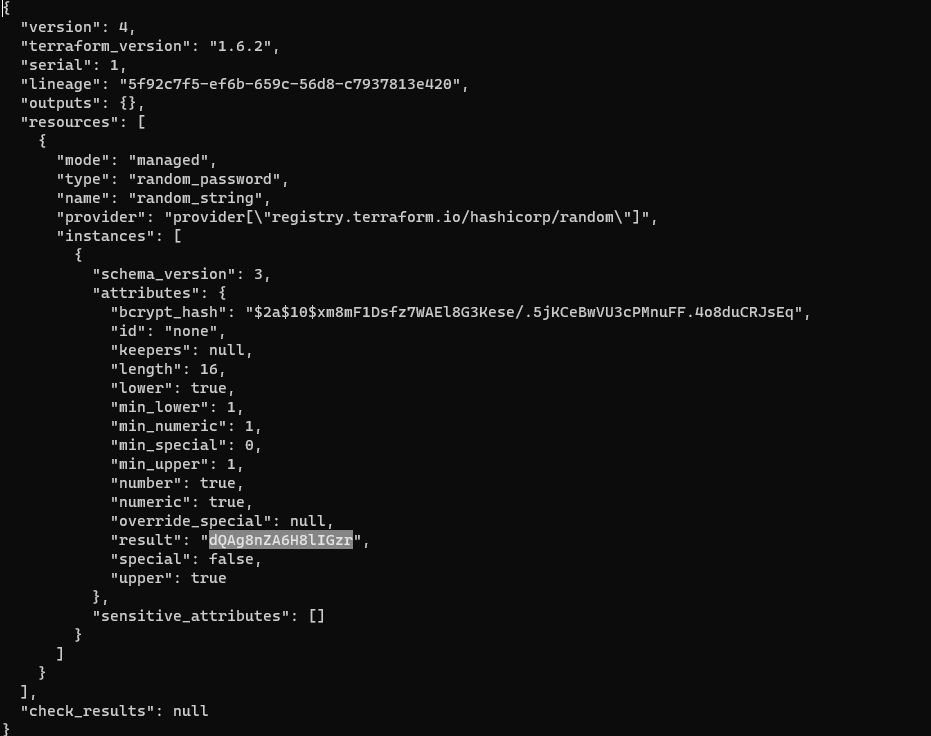 {
  "version": 4,
  "terraform_version": "1.6.2",
  "serial": 1,
  "lineage": "5f92c7f5-ef6b-659c-56d8-c7937813e420",
  "outputs": {},
  "resources": [
    {
      "mode": "managed",
      "type": "random_password",
      "name": "random_string",
      "provider": "provider[\"registry.terraform.io/hashicorp/random\"]",
      "instances": [
        {
          "schema_version": 3,
          "attributes": {
            "bcrypt_hash": "$2a$10$xm8mF1Dsfz7WAEl8G3Kese/.5jKCeBwVU3cPMnuFF.4o8duCRJsEq",
            "id": "none",
            "keepers": null,
            "length": 16,
            "lower": true,
            "min_lower": 1,
            "min_numeric": 1,
            "min_special": 0,
            "min_upper": 1,
            "number": true,
            "numeric": true,
            "override_special": null,
            "result": "dQAg8nZA6H8lIGzr",
            "special": false,
            "upper": true
          },
          "sensitive_attributes": []
        }
      ]
    }
  ],
  "check_results": null
}